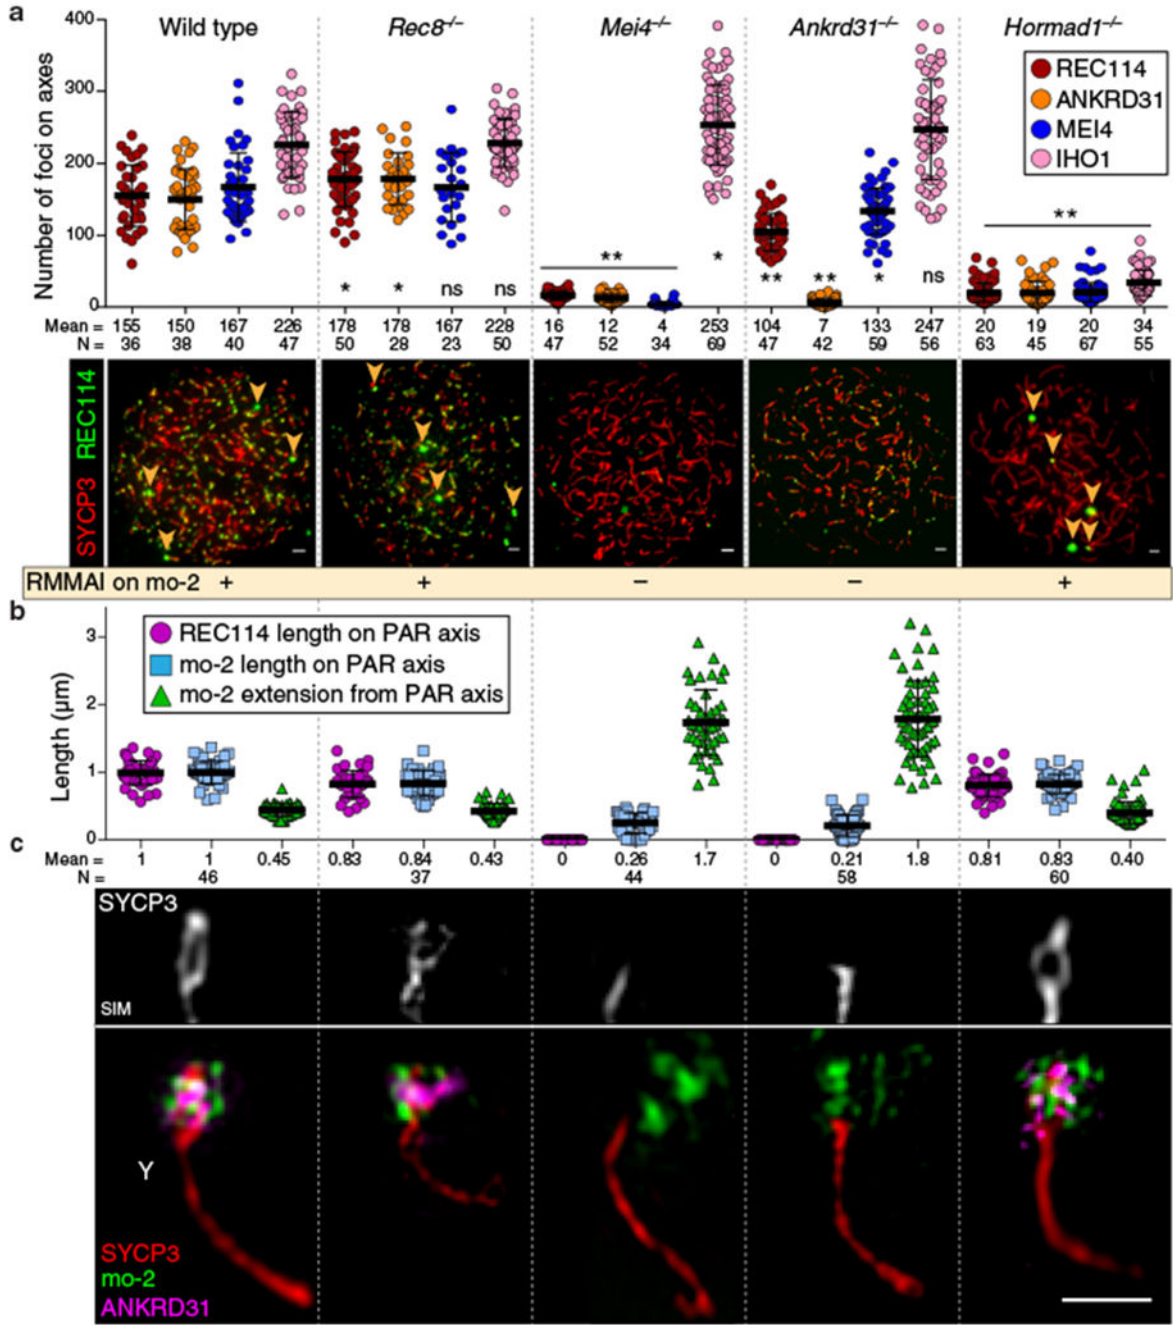 a
Wild type Rec8–/– Mei4–/– Ankrd31–/– Hormad1–/–
REC114
ANKRD31
MEI4
IHO1
Number of foci on axes
400
300
200
100
0
**
* * ns ns ** * ** ** * ns
Mean = 155 150 167 226 178 178 167 228 16 12 4 253 104 7 133 247 20 19 20 34
N = 36 38 40 47 50 28 23 50 47 52 34 69 47 42 59 56 63 45 67 55
SYCP3 REC114
RMMAI on mo-2 + + – – +
b
REC114 length on PAR axis
mo-2 length on PAR axis
mo-2 extension from PAR axis
Length (µm)
3
2
1
0
c
Mean = 1 1 0.45 0.83 0.84 0.43 0 0.26 1.7 0 0.21 1.8 0.81 0.83 0.40
N = 46 37 44 58 60
SYCP3
SIM
Y
SYCP3
mo-2
ANKRD31